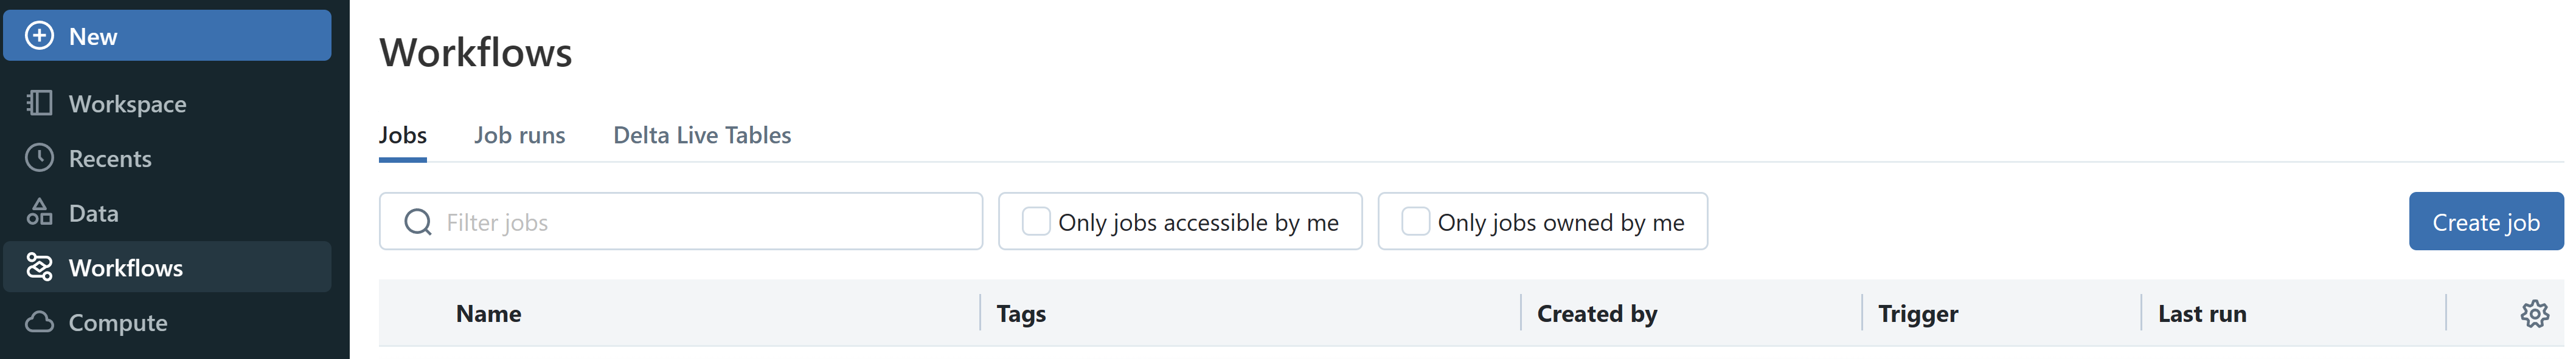 New
Workspace
Recents
Data
Workflows
Compute
Workflows
Jobs Job runs Delta Live Tables
Filter jobs Only jobs accessible by me Only jobs owned by me Create job
Name Tags Created by Trigger Last run